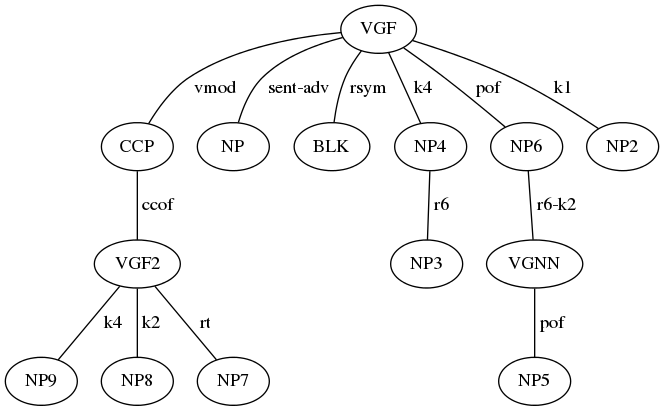 VGF
vmod sent-adv rsym k4 pof k1
CCP NP BLK NP4 NP6 NP2
ccof r6 r6-k2
VGF2 NP3 VGNN
k4 k2 rt pof
NP9 NP8 NP7 NP5